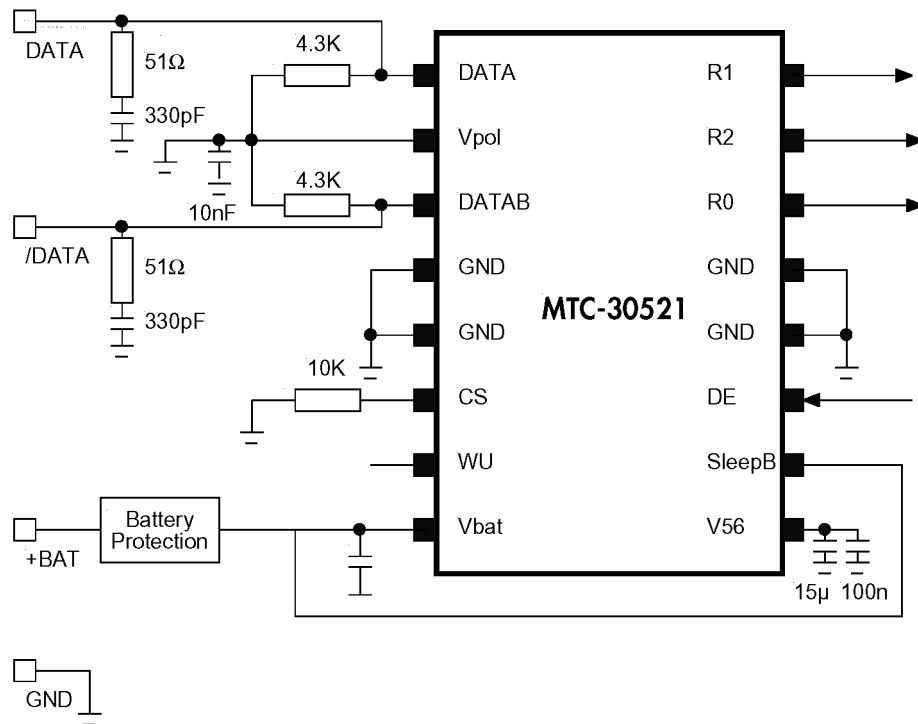 DATA
51Ω
330pF
4.3K
10nF
4.3K
/DATA
51Ω
330pF
10K
+BAT
Battery
Protection
GND
DATA
Vpol
DATAB
GND
GND
CS
WU
Vbat
MTC-30521
R1
R2
R0
GND
GND
DE
SleepB
V56
15µ
100n